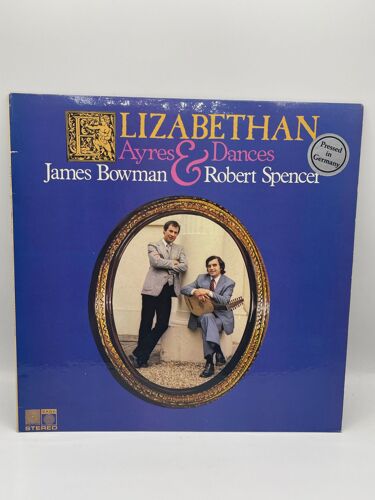 ELIZABETHAN
Ayres & Dances
James Bowman & Robert Spencer
Pressed in
Germany
STEREO